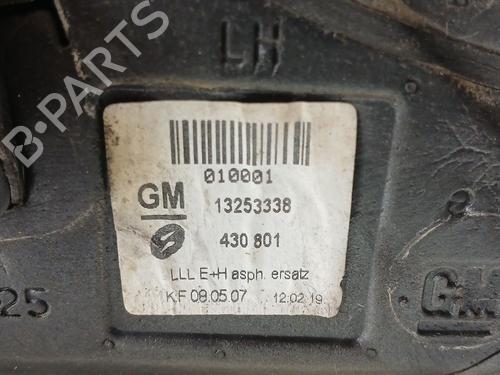 LH
010001
GM 13253338
430 801
LLL E+H asph. ersatz
KF 08.05.07 12.02.19
25
GM
B-PARTS